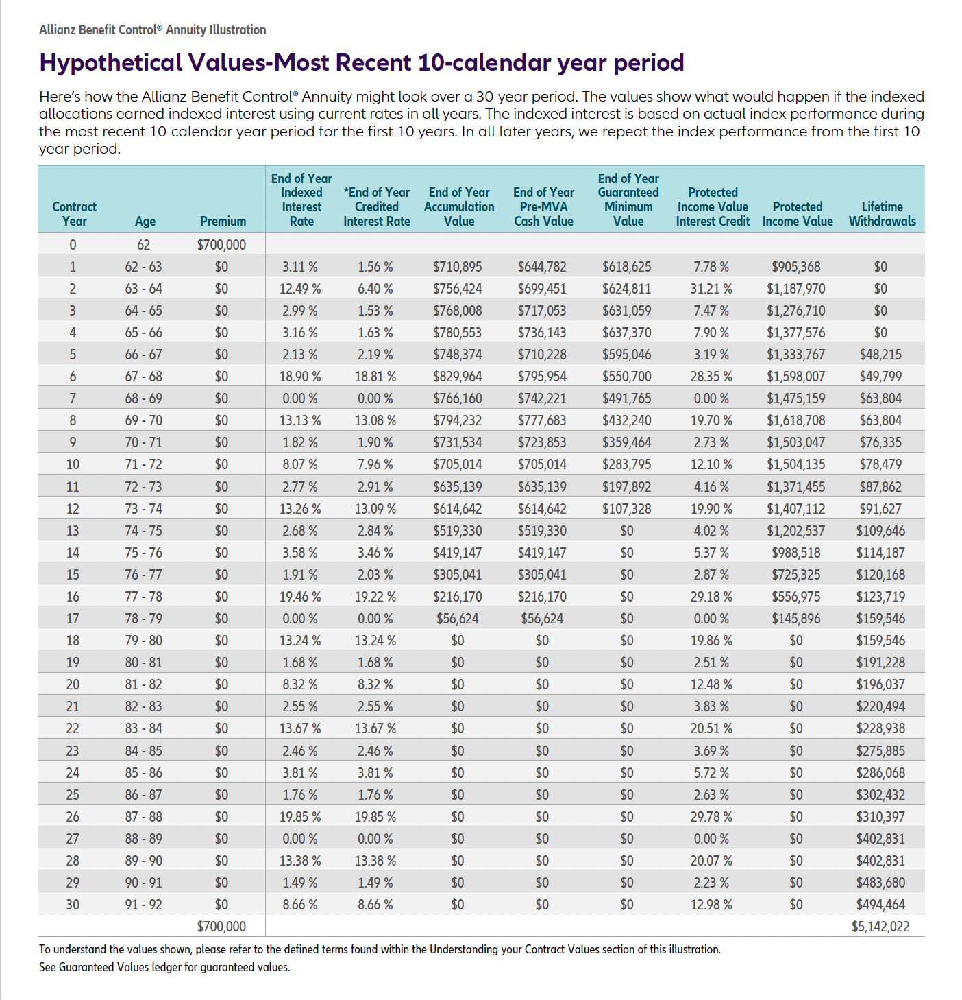 Allianz Benefit Control® Annuity Illustration
Hypothetical Values-Most Recent 10-calendar year period
Here's how the Allianz Benefit Control® Annuity might look over a 30-year period. The values show what would happen if the indexed
allocations earned indexed interest using current rates in all years. The indexed interest is based on actual index performance during
the most recent 10-calendar year period for the first 10 years. In all later years, we repeat the index performance from the first 10-
year period.
Contract Year Age Premium End of Year Indexed Interest Rate *End of Year Credited Interest Rate End of Year Accumulation Value End of Year Pre-MVA Cash Value End of Year Guaranteed Minimum Value Protected Income Value Interest Credit Protected Income Value Lifetime Withdrawals
0 62 $700,000
1 62 - 63 $0 3.11 % 1.56 % $710,895 $644,782 $618,625 7.78 % $905,368 $0
2 63 - 64 $0 12.49 % 6.40 % $756,424 $699,451 $624,811 31.21 % $1,187,970 $0
3 64 - 65 $0 2.99 % 1.53 % $768,008 $717,053 $631,059 7.47 % $1,276,710 $0
4 65 - 66 $0 3.16 % 1.63 % $780,553 $736,143 $637,370 7.90 % $1,377,576 $0
5 66 - 67 $0 2.13 % 2.19 % $748,374 $710,228 $595,046 3.19 % $1,333,767 $48,215
6 67 - 68 $0 18.90 % 18.81 % $829,964 $795,954 $550,700 28.35 % $1,598,007 $49,799
7 68 - 69 $0 0.00 % 0.00 % $766,160 $742,221 $491,765 0.00 % $1,475,159 $63,804
8 69 - 70 $0 13.13 % 13.08 % $794,232 $777,683 $432,240 19.70 % $1,618,708 $63,804
9 70 - 71 $0 1.82 % 1.90 % $731,534 $723,853 $359,464 2.73 % $1,503,047 $76,335
10 71 - 72 $0 8.07 % 7.96 % $705,014 $705,014 $283,795 12.10 % $1,504,135 $78,479
11 72 - 73 $0 2.77 % 2.91 % $635,139 $635,139 $197,892 4.16 % $1,371,455 $87,862
12 73 - 74 $0 13.26 % 13.09 % $614,642 $614,642 $107,328 19.90 % $1,407,112 $91,627
13 74 - 75 $0 2.68 % 2.84 % $519,330 $519,330 $0 4.02 % $1,202,537 $109,646
14 75 - 76 $0 3.58 % 3.46 % $419,147 $419,147 $0 5.37 % $988,518 $114,187
15 76 - 77 $0 1.91 % 2.03 % $305,041 $305,041 $0 2.87 % $725,325 $120,168
16 77 - 78 $0 19.46 % 19.22 % $216,170 $216,170 $0 29.18 % $556,975 $123,719
17 78 - 79 $0 0.00 % 0.00 % $56,624 $56,624 $0 0.00 % $145,896 $159,546
18 79 - 80 $0 13.24 % 13.24 % $0 $0 $0 19.86 % $0 $159,546
19 80 - 81 $0 1.68 % 1.68 % $0 $0 $0 2.51 % $0 $191,228
20 81 - 82 $0 8.32 % 8.32 % $0 $0 $0 12.48 % $0 $196,037
21 82 - 83 $0 2.55 % 2.55 % $0 $0 $0 3.83 % $0 $220,494
22 83 - 84 $0 13.67 % 13.67 % $0 $0 $0 20.51 % $0 $228,938
23 84 - 85 $0 2.46 % 2.46 % $0 $0 $0 3.69 % $0 $275,885
24 85 - 86 $0 3.81 % 3.81 % $0 $0 $0 5.72 % $0 $286,068
25 86 - 87 $0 1.76 % 1.76 % $0 $0 $0 2.63 % $0 $302,432
26 87 - 88 $0 19.85 % 19.85 % $0 $0 $0 29.78 % $0 $310,397
27 88 - 89 $0 0.00 % 0.00 % $0 $0 $0 0.00 % $0 $402,831
28 89 - 90 $0 13.38 % 13.38 % $0 $0 $0 20.07 % $0 $402,831
29 90 - 91 $0 1.49 % 1.49 % $0 $0 $0 2.23 % $0 $483,680
30 91 - 92 $0 8.66 % 8.66 % $0 $0 $0 12.98 % $0 $494,464
$700,000 $5,142,022
To understand the values shown, please refer to the defined terms found within the Understanding your Contract Values section of this illustration.
See Guaranteed Values ledger for guaranteed values.